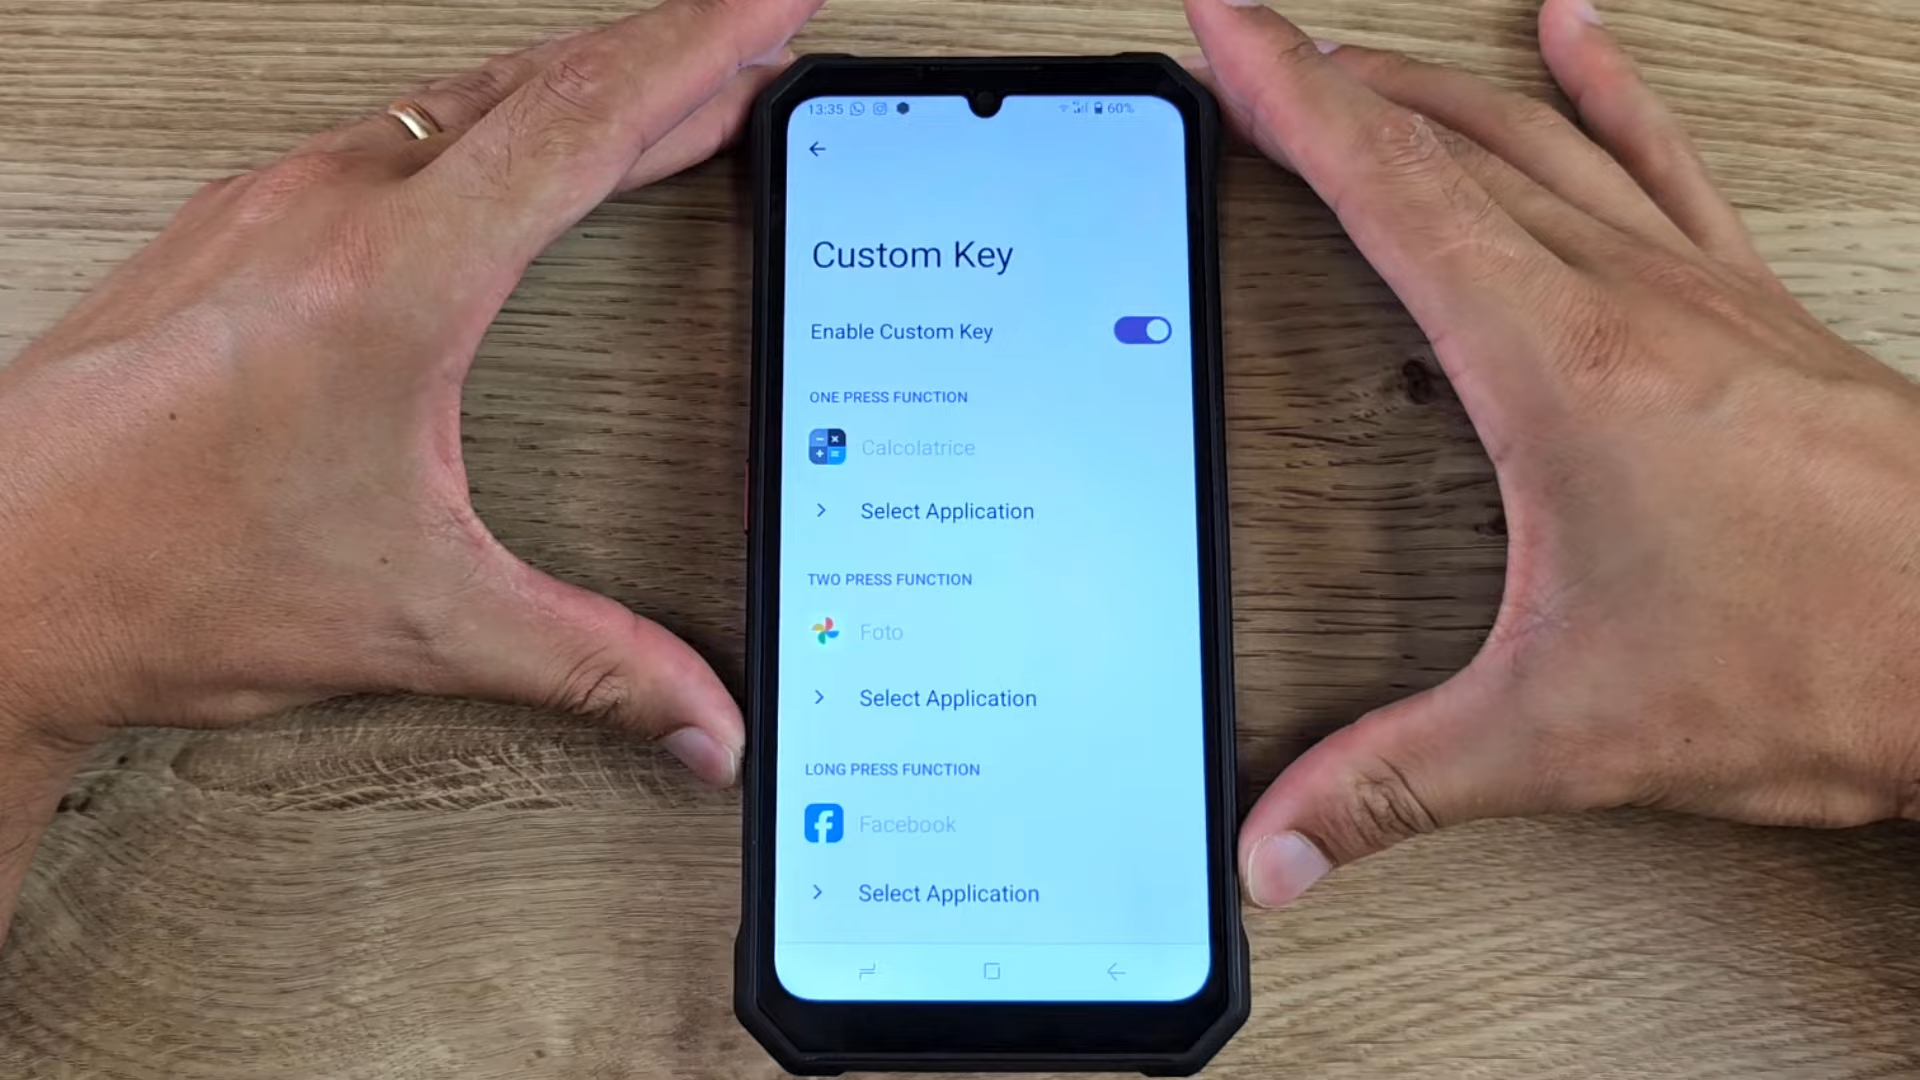 13:35 60%
Custom Key
Enable Custom Key
ONE PRESS FUNCTION
Calcolatrice
Select Application
TWO PRESS FUNCTION
Foto
Select Application
LONG PRESS FUNCTION
Facebook
Select Application